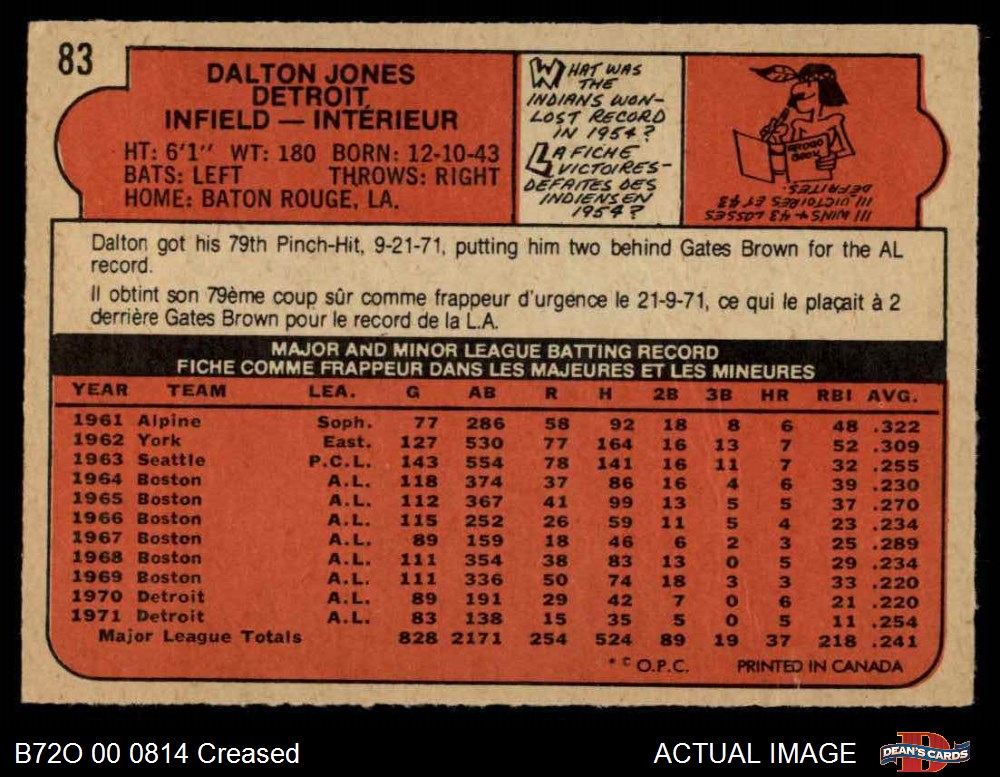 83
DALTON JONES
DETROIT
INFIELD — INTÉRIEUR
HT: 6'1" WT: 180 BORN: 12-10-43
BATS: LEFT THROWS: RIGHT
HOME: BATON ROUGE, LA.
WHAT WAS
THE
INDIANS WON-
LOST RECORD
IN 1954?
LA FICHE
VICTOIRES-
DEFAITES DES
INDIENS EN
1954?
RECORD
BOOK
111 WINS + 43 LOSSES
111 VICTOIRES ET 43
DEFAITES.
Dalton got his 79th Pinch-Hit, 9-21-71, putting him two behind Gates Brown for the AL
record.
Il obtint son 79ème coup sûr comme frappeur d'urgence le 21-9-71, ce qui le plaçait à 2
derrière Gates Brown pour le record de la L.A.
MAJOR AND MINOR LEAGUE BATTING RECORD
FICHE COMME FRAPPEUR DANS LES MAJEURES ET LES MINEURES
YEAR TEAM LEA. G AB R H 2B 3B HR RBI AVG.
1961 Alpine Soph. 77 286 58 92 18 8 6 48 .322
1962 York East. 127 530 77 164 16 13 7 52 .309
1963 Seattle P.C.L. 143 554 78 141 16 11 7 32 .255
1964 Boston A.L. 118 374 37 86 16 4 6 39 .230
1965 Boston A.L. 112 367 41 99 13 5 5 37 .270
1966 Boston A.L. 115 252 26 59 11 5 4 23 .234
1967 Boston A.L. 89 159 18 46 6 2 3 25 .289
1968 Boston A.L. 111 354 38 83 13 0 5 29 .234
1969 Boston A.L. 111 336 50 74 18 3 3 33 .220
1970 Detroit A.L. 89 191 29 42 7 0 6 21 .220
1971 Detroit A.L. 83 138 15 35 5 0 5 11 .254
Major League Totals 828 2171 254 524 89 19 37 218 .241
* © O.P.C. PRINTED IN CANADA
B72O 00 0814 Creased
ACTUAL IMAGE
DEAN'S CARDS